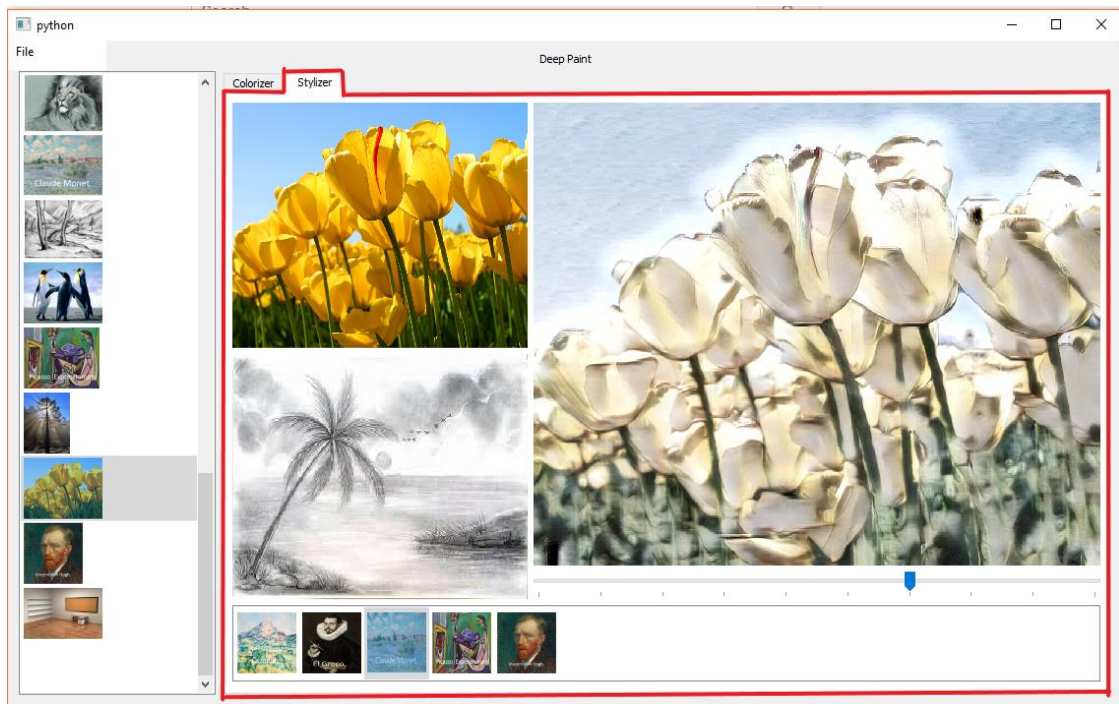 python
File
Deep Paint
Colorizer
Stylizer
Claude Monet
El Greco
Claude Monet